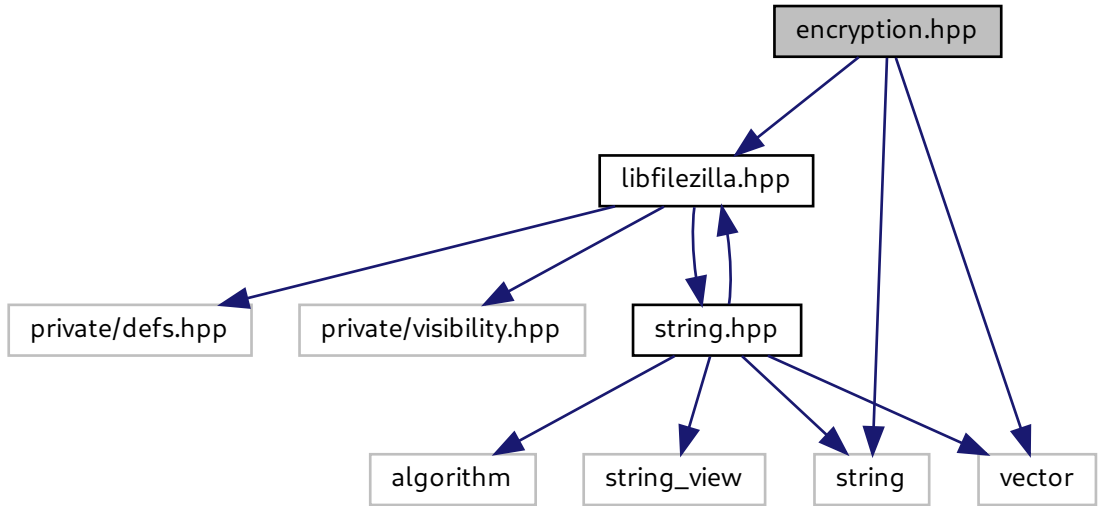 encryption.hpp
libfilezilla.hpp
private/defs.hpp
private/visibility.hpp
string.hpp
algorithm
string_view
string
vector